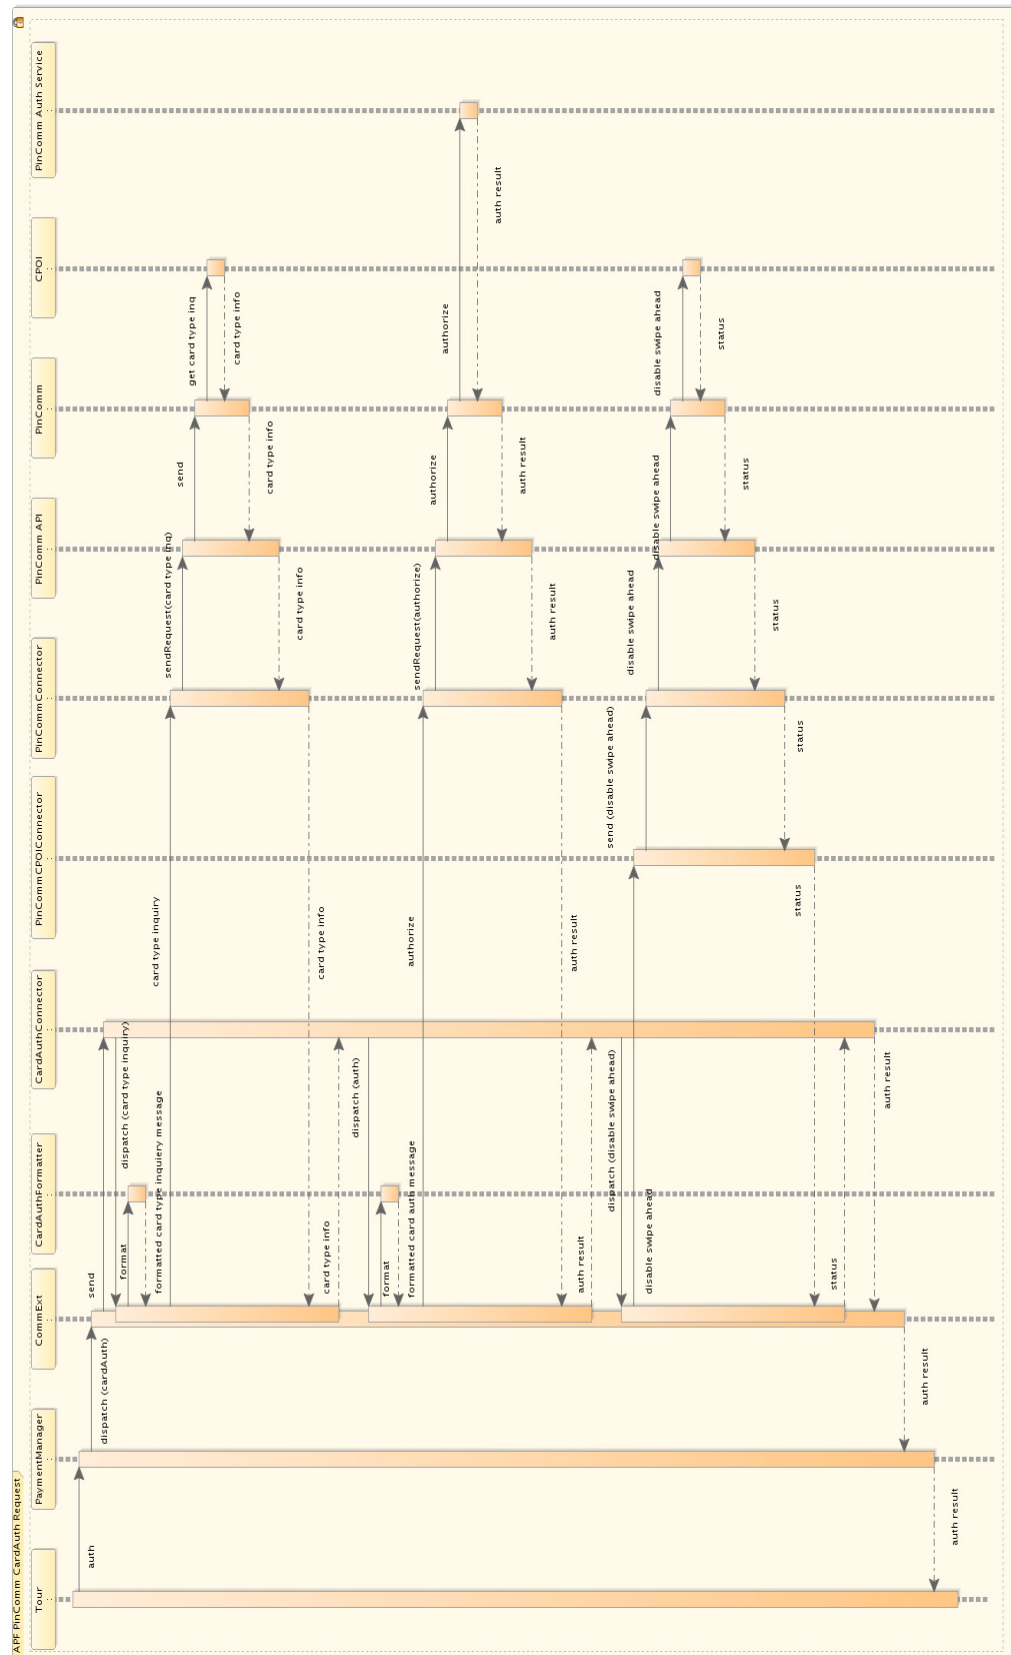 APF PinComm CardAuth Request
Tour
PaymentManager
CommExt
CardAuthFormatter
CardAuthConnector
PinCommCPOIConnector
PinCommConnector
PinComm API
PinComm
CPOI
PinComm Auth Service
auth
dispatch (cardAuth)
send
dispatch (card type inquiry)
format
formatted card type inquiery message
card type inquiry
sendRequest(card type inq)
send
get card type inq
card type info
card type info
card type info
card type info
card type info
dispatch (auth)
format
formatted card auth message
authorize
sendRequest(authorize)
authorize
authorize
auth result
auth result
auth result
auth result
auth result
dispatch (disable swipe ahead)
disable swipe ahead
send (disable swipe ahead)
disable swipe ahead
disable swipe ahead
disable swipe ahead
status
status
status
status
status
status
auth result
auth result
auth result